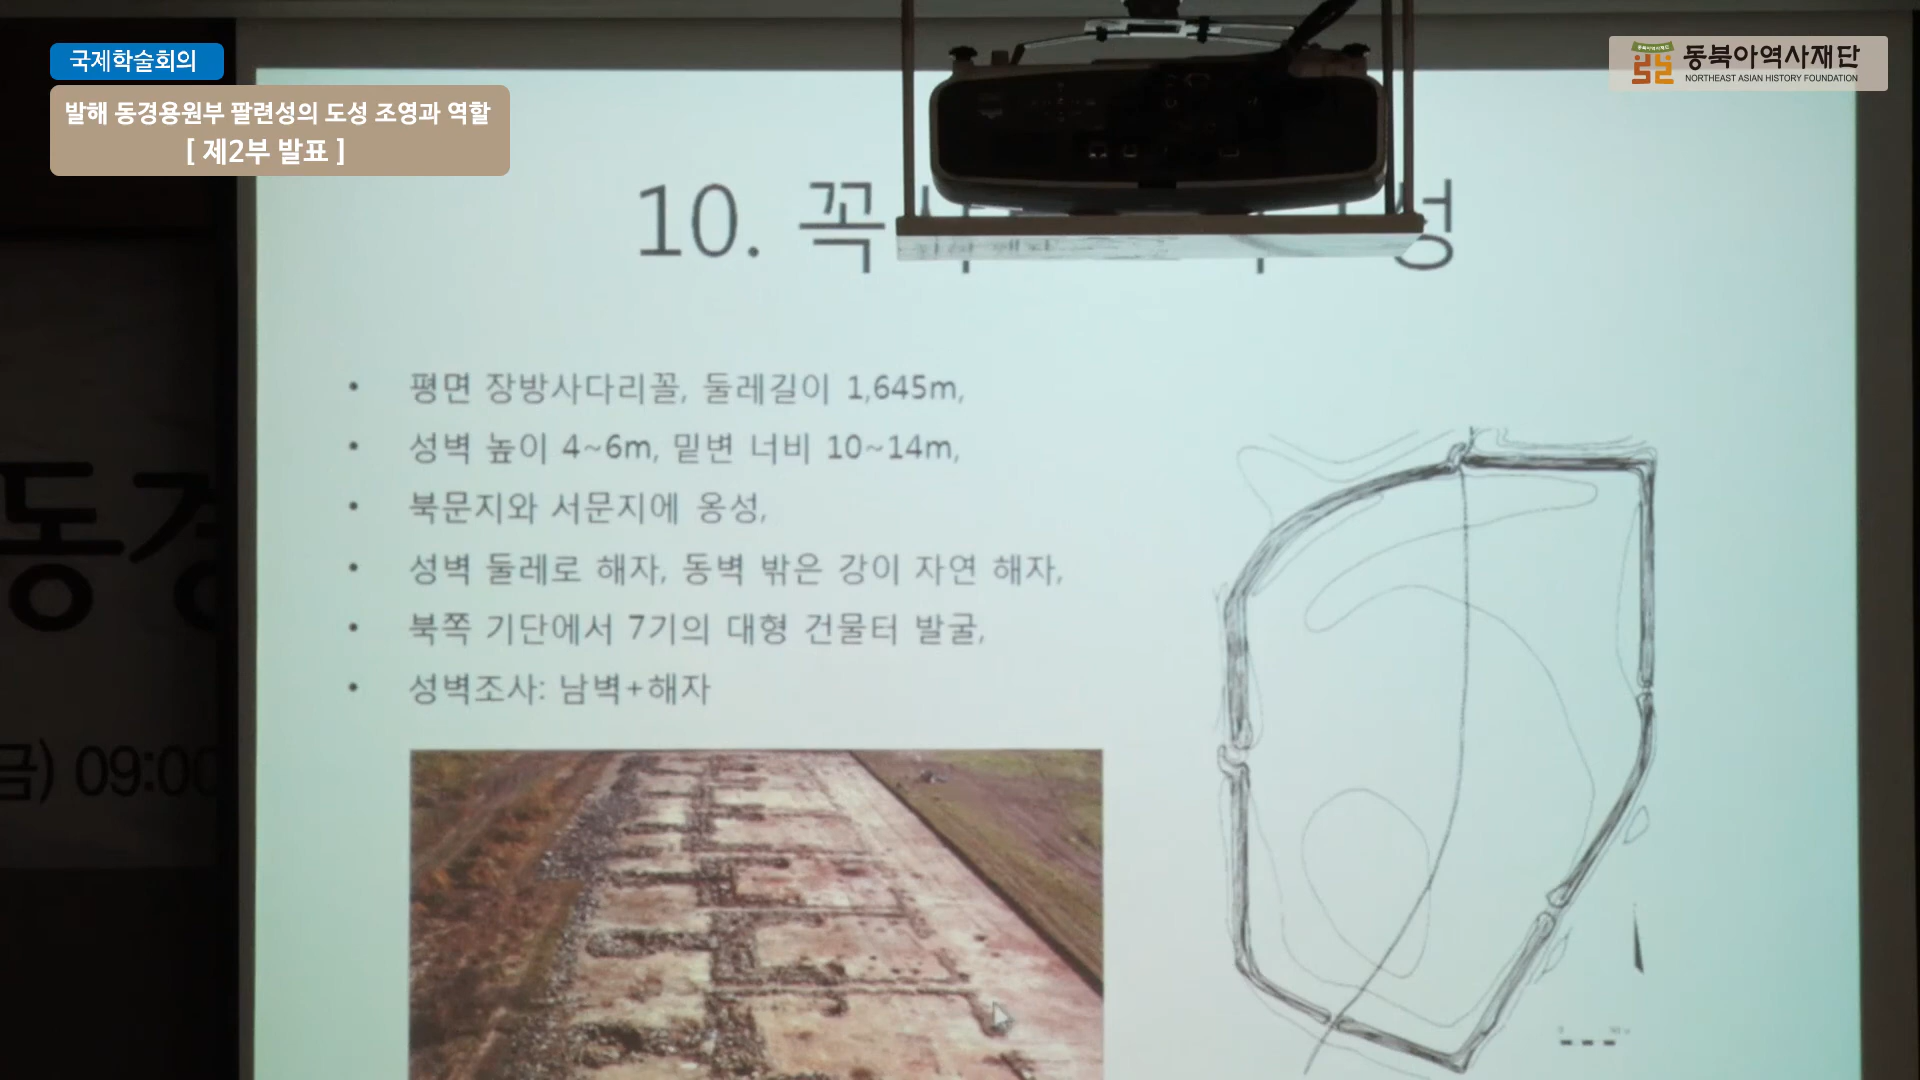 국제학술회의
발해 동경용원부 팔련성의 도성 조영과 역할
[ 제2부 발표 ]
동북아역사재단
NORTHEAST ASIAN HISTORY FOUNDATION
10.
성
• 평면 장방사다리꼴, 둘레길이 1,645m,
• 성벽 높이 4~6m, 밑변 너비 10~14m,
• 북문지와 서문지에 옹성,
• 성벽 둘레로 해자, 동벽 밖은 강이 자연 해자,
• 북쪽 기단에서 7기의 대형 건물터 발굴,
• 성벽조사: 남벽+해자
동경
금) 09:00